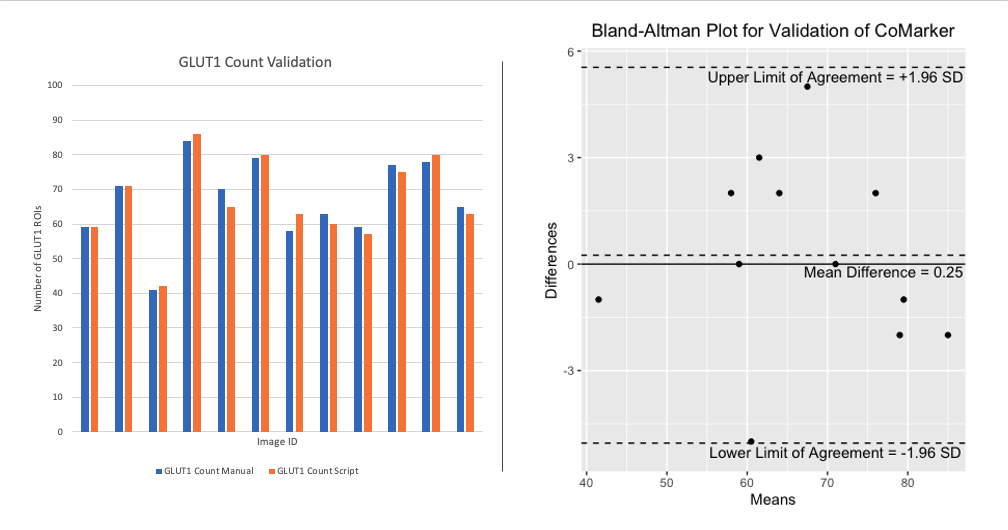 GLUT1 Count Validation
100
90
80
70
60
50
40
30
20
10
0
Number of GLUT1 ROIs
Image ID
GLUT1 Count Manual GLUT1 Count Script
Bland-Altman Plot for Validation of CoMarker
6
3
0
-3
Differences
Upper Limit of Agreement = +1.96 SD
Mean Difference = 0.25
Lower Limit of Agreement = -1.96 SD
40 50 60 70 80
Means